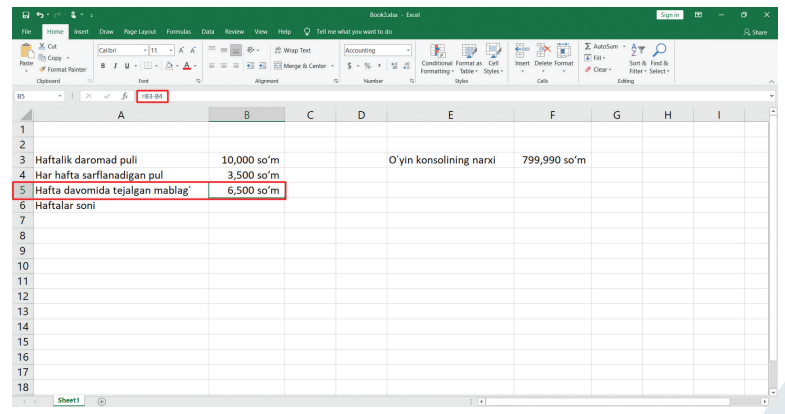 Book3.xlsx - Excel
Sign in
File Home Insert Draw Page Layout Formulas Data Review View Help Tell me what you want to do
Share
Paste
Cut
Copy
Format Painter
Clipboard
Calibri 11
B I U
Font
Wrap Text
Merge & Center
Alignment
Accounting
$ %
Number
Conditional Formatting
Format as Table
Cell Styles
Styles
Insert Delete Format
Cells
AutoSum
Fill
Clear
Sort & Filter
Find & Select
Editing
B5 fx =B3-B4
A B C D E F G H I
1
2
3 Haftalik daromad puli 10,000 so‘m O`yin konsolining narxi 799,990 so‘m
4 Har hafta sarflanadigan pul 3,500 so‘m
5 Hafta davomida tejalgan mablag` 6,500 so‘m
6 Haftalar soni
7
8
9
10
11
12
13
14
15
16
17
18
Sheet1